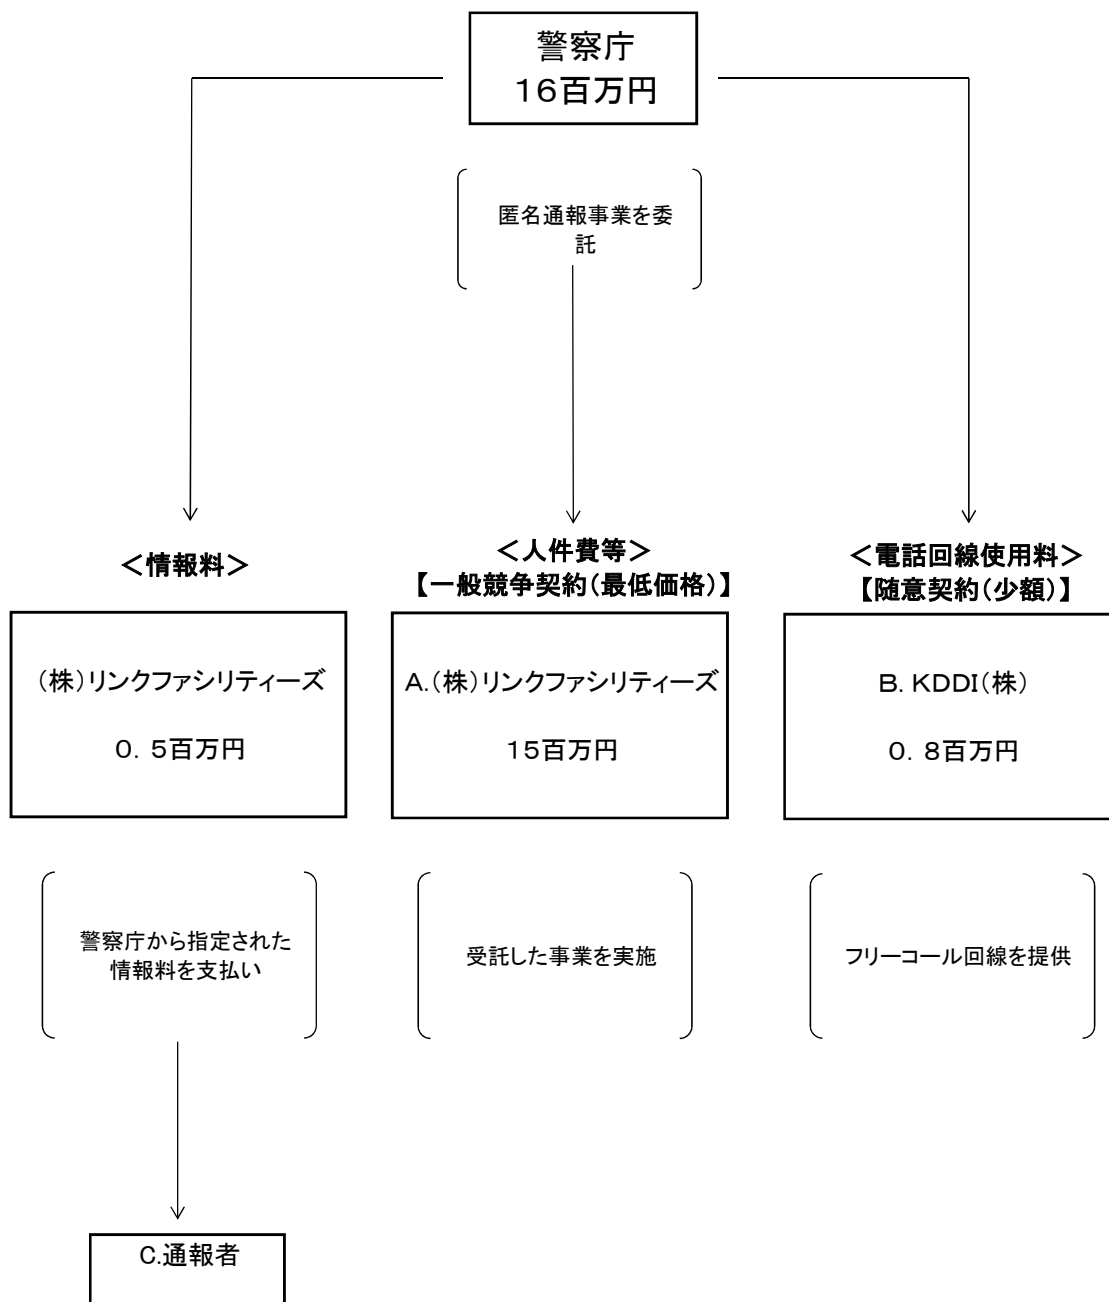 警察庁
16百万円
匿名通報事業を委
託
＜情報料＞
＜人件費等＞
【一般競争契約（最低価格）】
＜電話回線使用料＞
【随意契約（少額）】
（株）リンクファシリティーズ
0．5百万円
A.（株）リンクファシリティーズ
15百万円
B．KDDI（株）
0．8百万円
警察庁から指定された
情報料を支払い
受託した事業を実施
フリーコール回線を提供
C.通報者